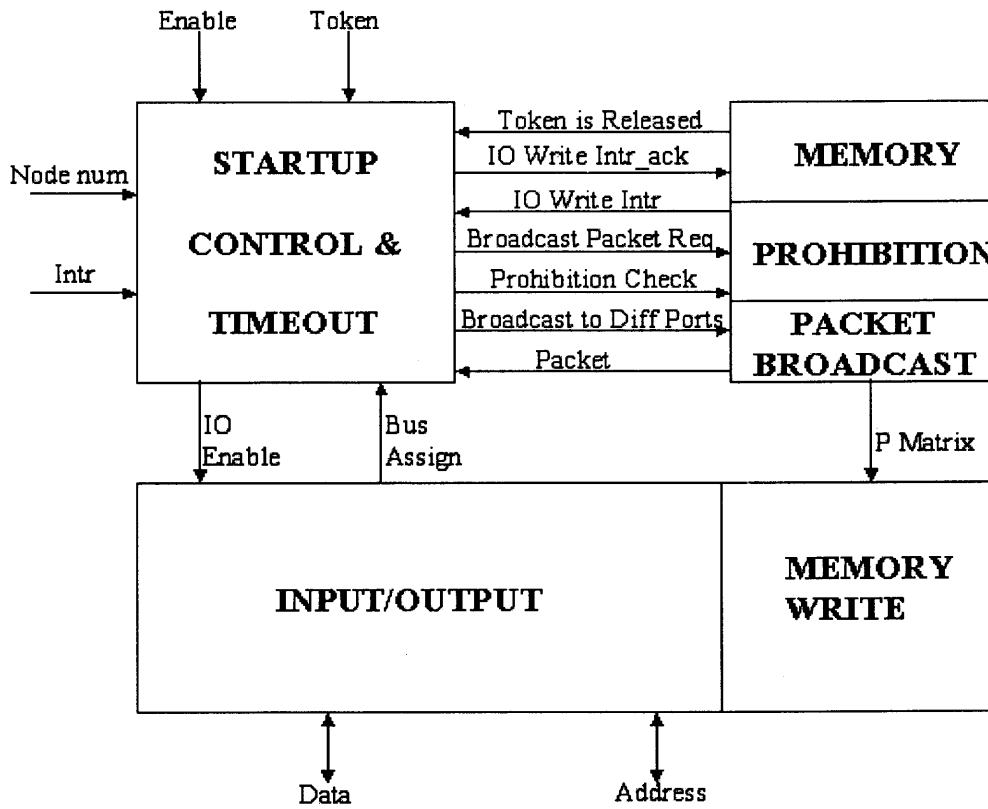 Enable
Token
Token is Released
STARTUP
MEMORY
IO Write Intr_ack
Node num
IO Write Intr
CONTROL &
Broadcast Packet Req
PROHIBITION
Intr
Prohibition Check
TIMEOUT
Broadcast to Diff Ports
PACKET
BROADCAST
Packet
IO
Enable
Bus
Assign
P Matrix
INPUT/OUTPUT
MEMORY
WRITE
Data
Address